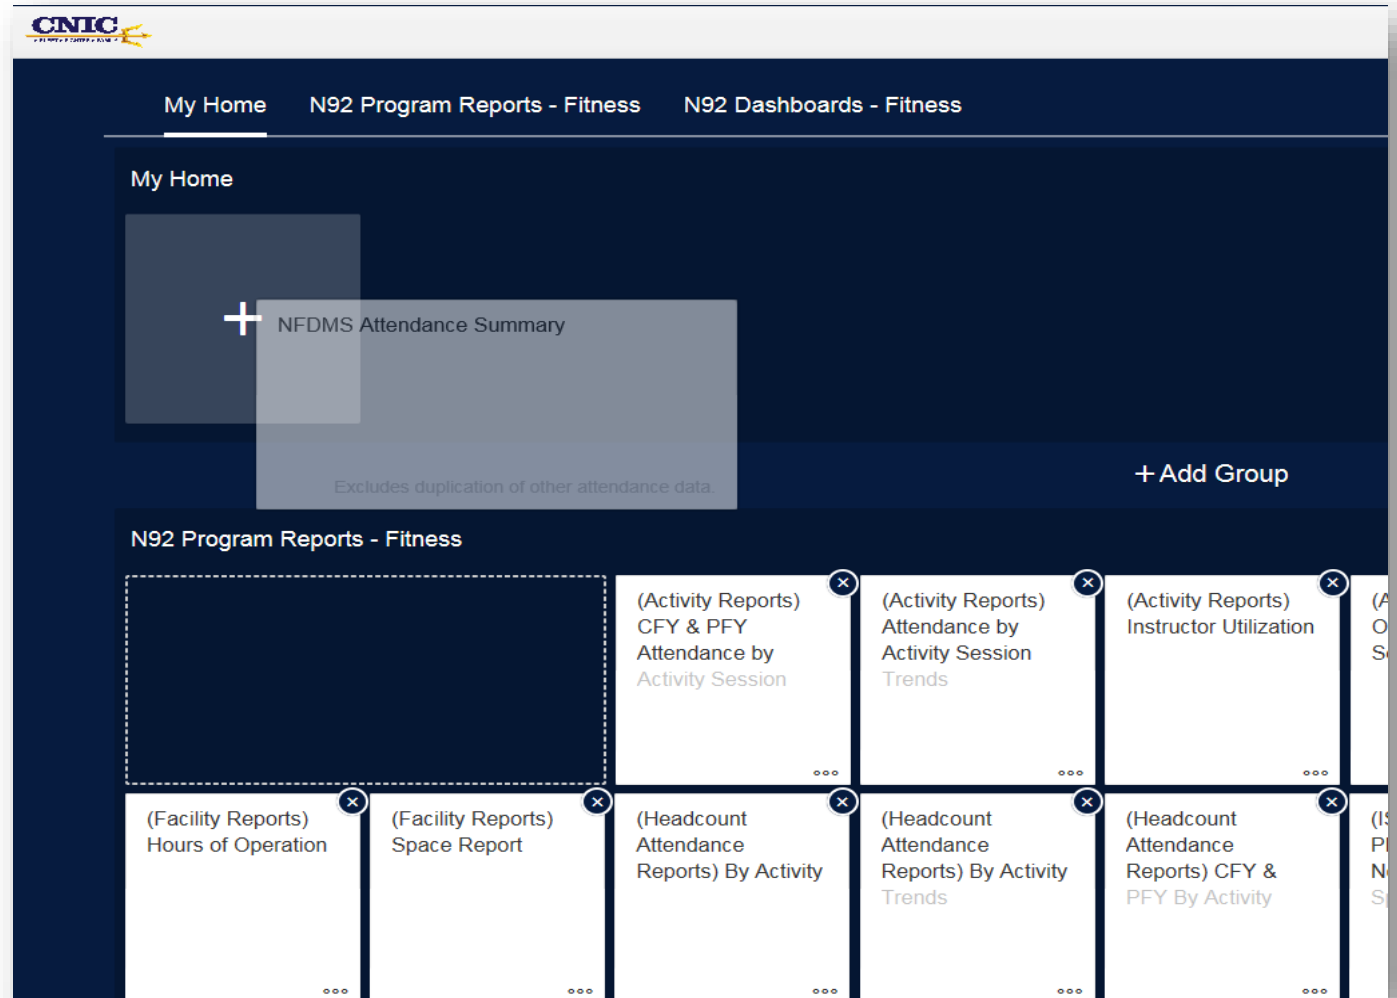 CNIC
My Home N92 Program Reports - Fitness N92 Dashboards - Fitness
My Home
NFDMS Attendance Summary
Excludes duplication of other attendance data.
+ Add Group
N92 Program Reports - Fitness
(Activity Reports)
CFY & PFY
Attendance by
Activity Session
(Activity Reports)
Attendance by
Activity Session
Trends
(Activity Reports)
Instructor Utilization
(Facility Reports)
Hours of Operation
(Facility Reports)
Space Report
(Headcount
Attendance
Reports) By Activity
(Headcount
Attendance
Reports) By Activity
Trends
(Headcount
Attendance
Reports) CFY &
PFY By Activity